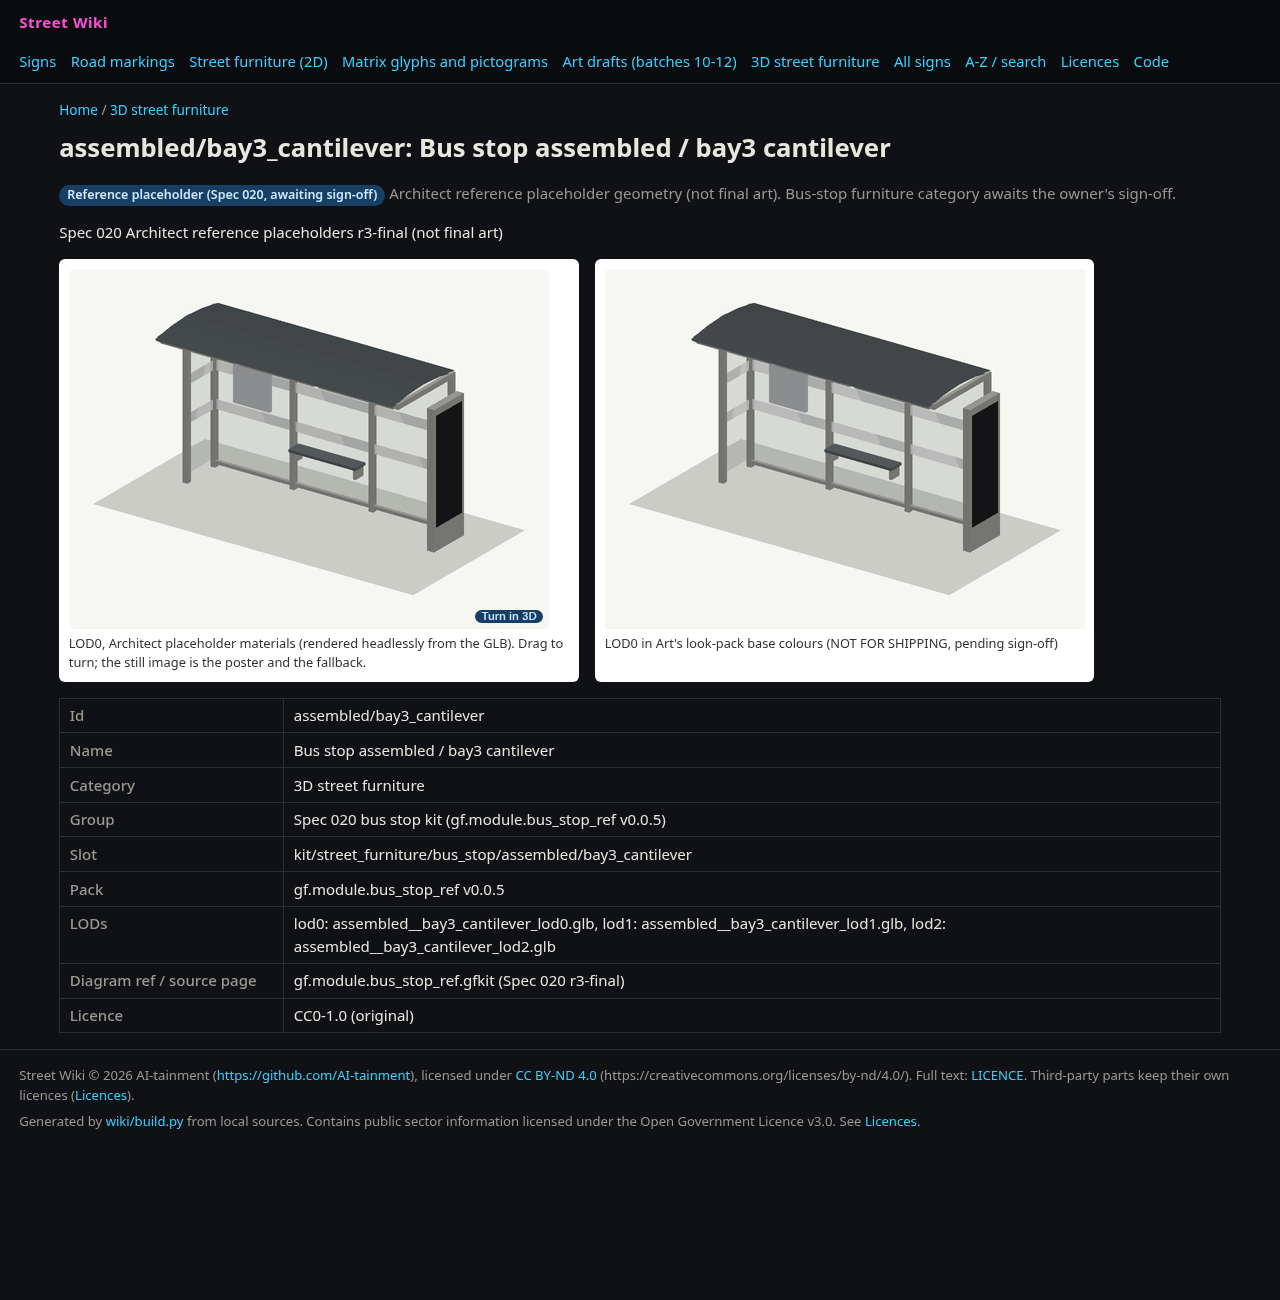 Street Wiki
Signs Road markings Street furniture (2D) Matrix glyphs and pictograms Art drafts (batches 10-12) 3D street furniture All signs A-Z / search Licences Code
Home / 3D street furniture
assembled/bay3_cantilever: Bus stop assembled / bay3 cantilever
Reference placeholder (Spec 020, awaiting sign-off) Architect reference placeholder geometry (not final art). Bus-stop furniture category awaits the owner's sign-off.
Spec 020 Architect reference placeholders r3-final (not final art)
Turn in 3D
LOD0, Architect placeholder materials (rendered headlessly from the GLB). Drag to
turn; the still image is the poster and the fallback.
LOD0 in Art's look-pack base colours (NOT FOR SHIPPING, pending sign-off)
Id assembled/bay3_cantilever
Name Bus stop assembled / bay3 cantilever
Category 3D street furniture
Group Spec 020 bus stop kit (gf.module.bus_stop_ref v0.0.5)
Slot kit/street_furniture/bus_stop/assembled/bay3_cantilever
Pack gf.module.bus_stop_ref v0.0.5
LODs lod0: assembled__bay3_cantilever_lod0.glb, lod1: assembled__bay3_cantilever_lod1.glb, lod2:
assembled__bay3_cantilever_lod2.glb
Diagram ref / source page gf.module.bus_stop_ref.gfkit (Spec 020 r3-final)
Licence CC0-1.0 (original)
Street Wiki © 2026 AI-tainment (https://github.com/AI-tainment), licensed under CC BY-ND 4.0 (https://creativecommons.org/licenses/by-nd/4.0/). Full text: LICENCE. Third-party parts keep their own
licences (Licences).
Generated by wiki/build.py from local sources. Contains public sector information licensed under the Open Government Licence v3.0. See Licences.